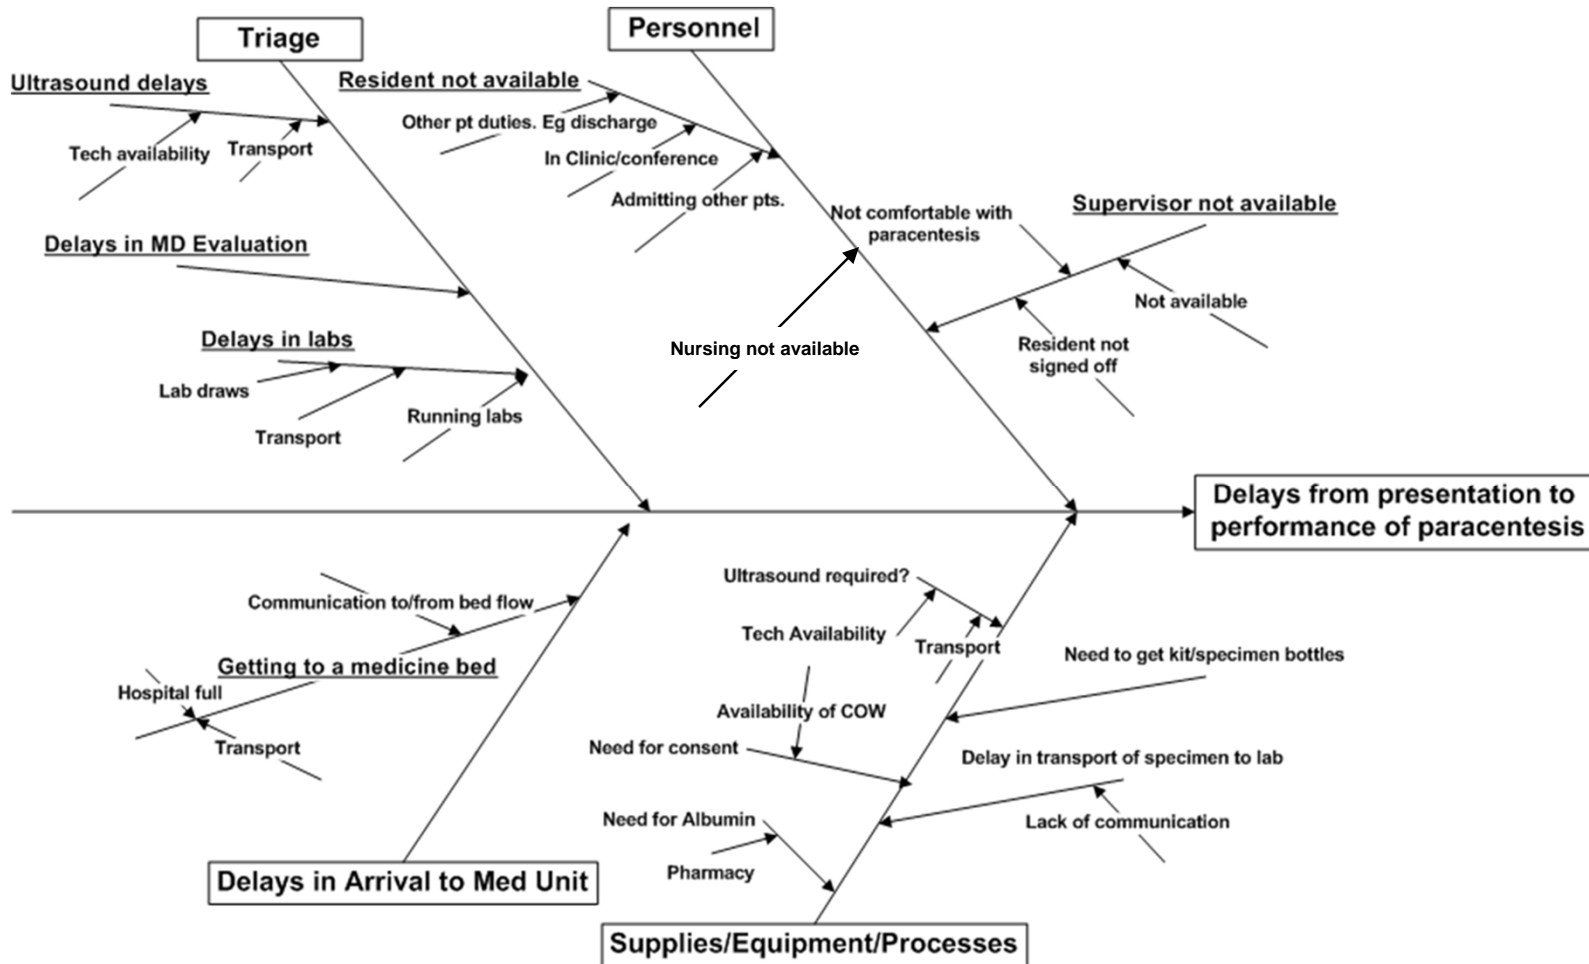 Triage
Ultrasound delays
Tech availability
Transport
Delays in MD Evaluation
Delays in labs
Lab draws
Transport
Running labs
Personnel
Resident not available
Other pt duties. Eg discharge
In Clinic/conference
Admitting other pts.
Nursing not available
Not comfortable with
paracentesis
Supervisor not available
Not available
Resident not
signed off
Delays from presentation to
performance of paracentesis
Communication to/from bed flow
Getting to a medicine bed
Hospital full
Transport
Delays in Arrival to Med Unit
Ultrasound required?
Tech Availability
Transport
Need to get kit/specimen bottles
Availability of COW
Need for consent
Delay in transport of specimen to lab
Lack of communication
Need for Albumin
Pharmacy
Supplies/Equipment/Processes